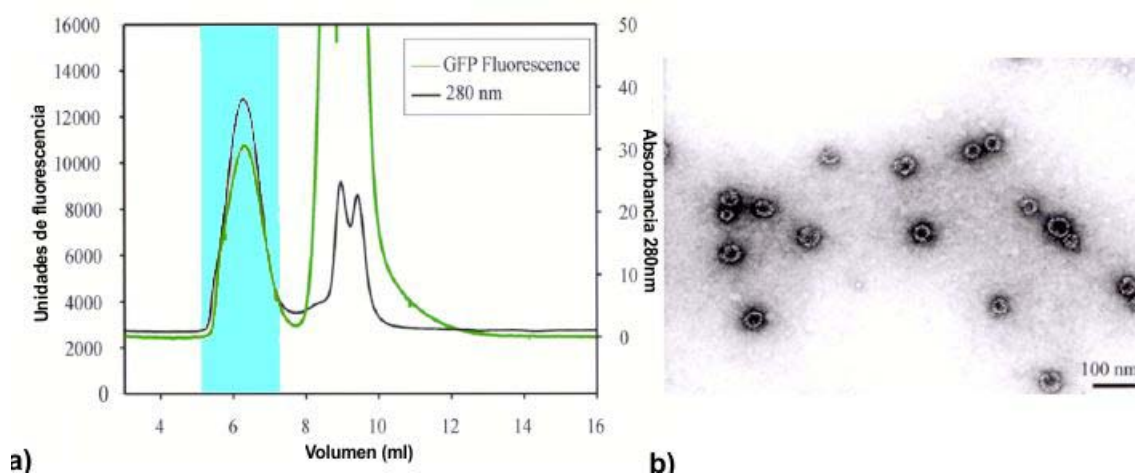 16000
14000
12000
10000
8000
6000
4000
2000
0
Unidades de fluorescencia
GFP Fluorescence
280 nm
50
40
30
20
10
0
Absorbancia 280nm
4 6 8 10 12 14 16
Volumen (ml)
a)
100 nm
b)